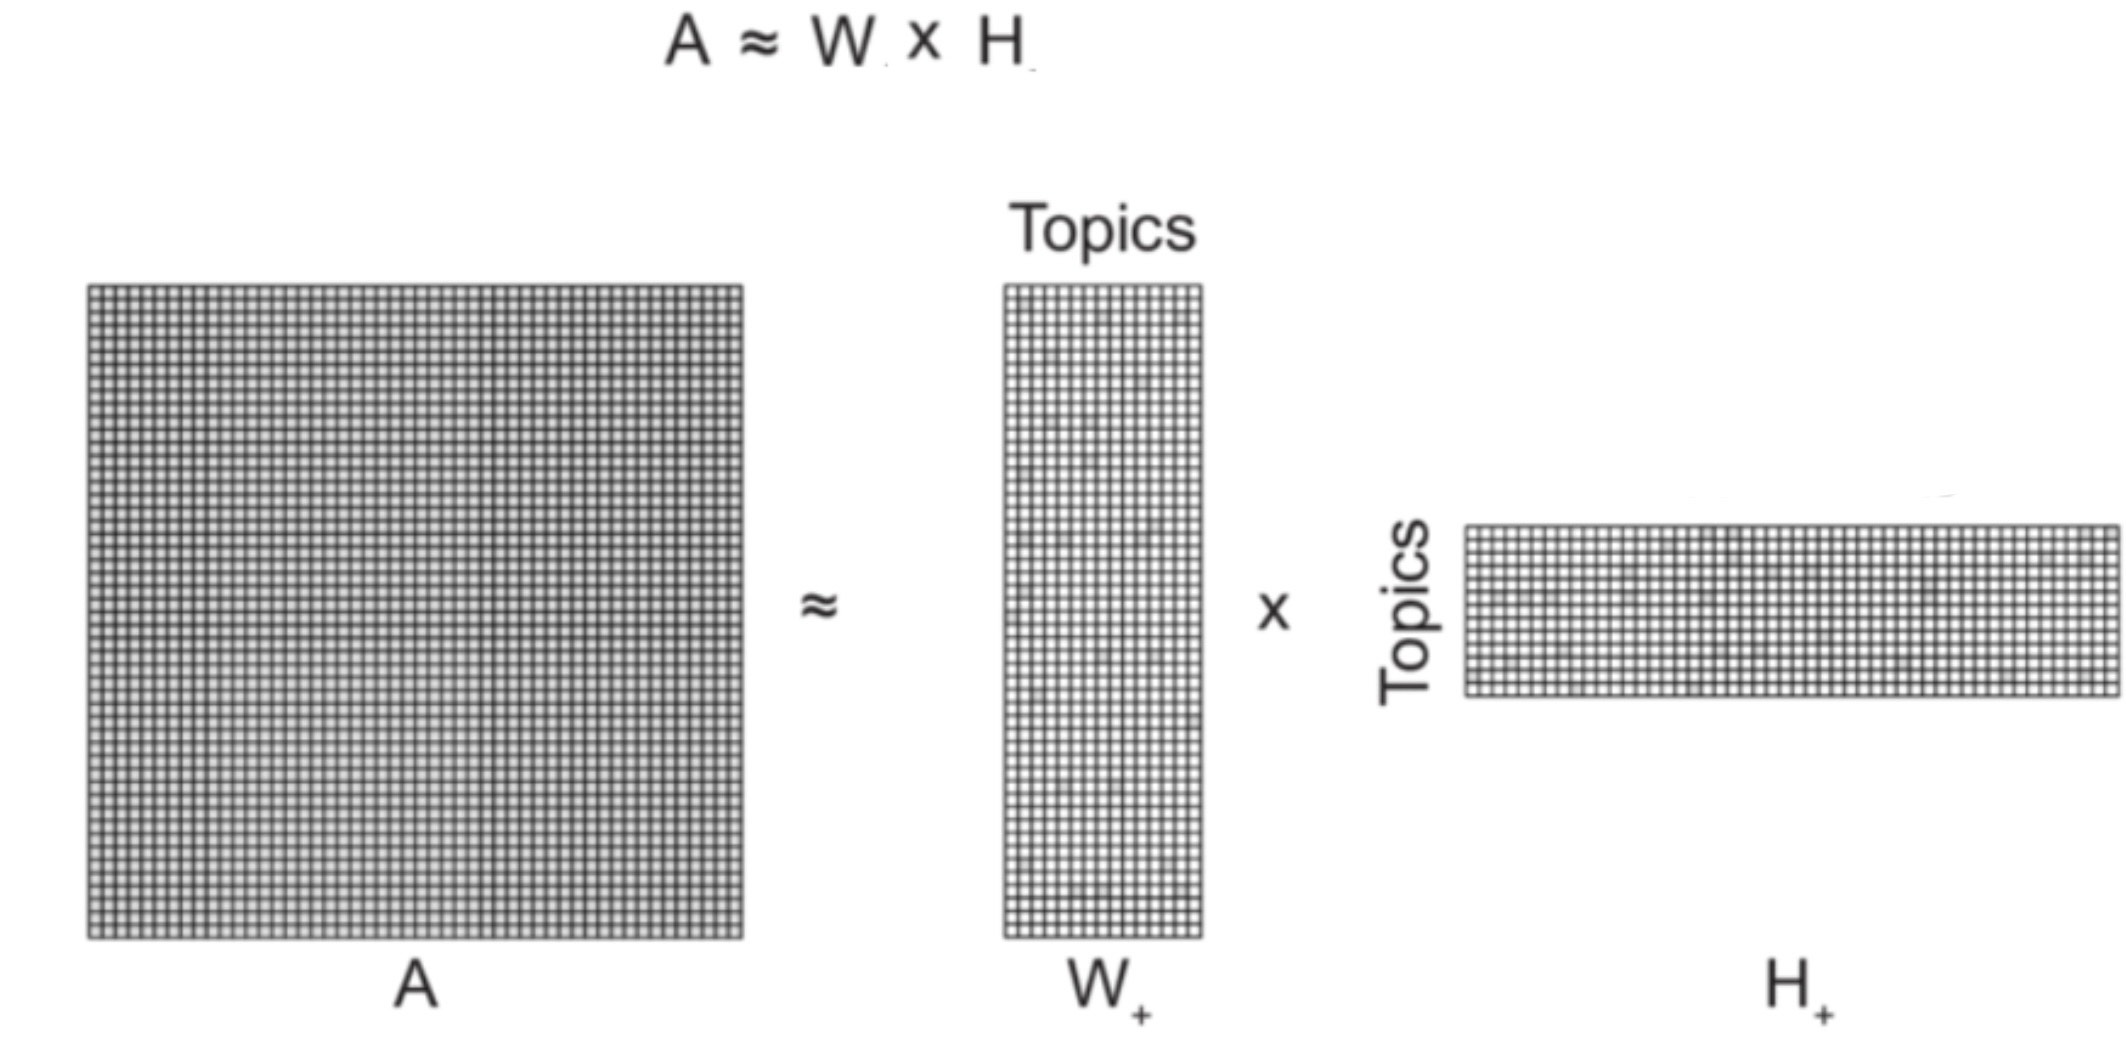 A ≈ W x H
Topics
≈
x
Topics
A
W₊
H₊